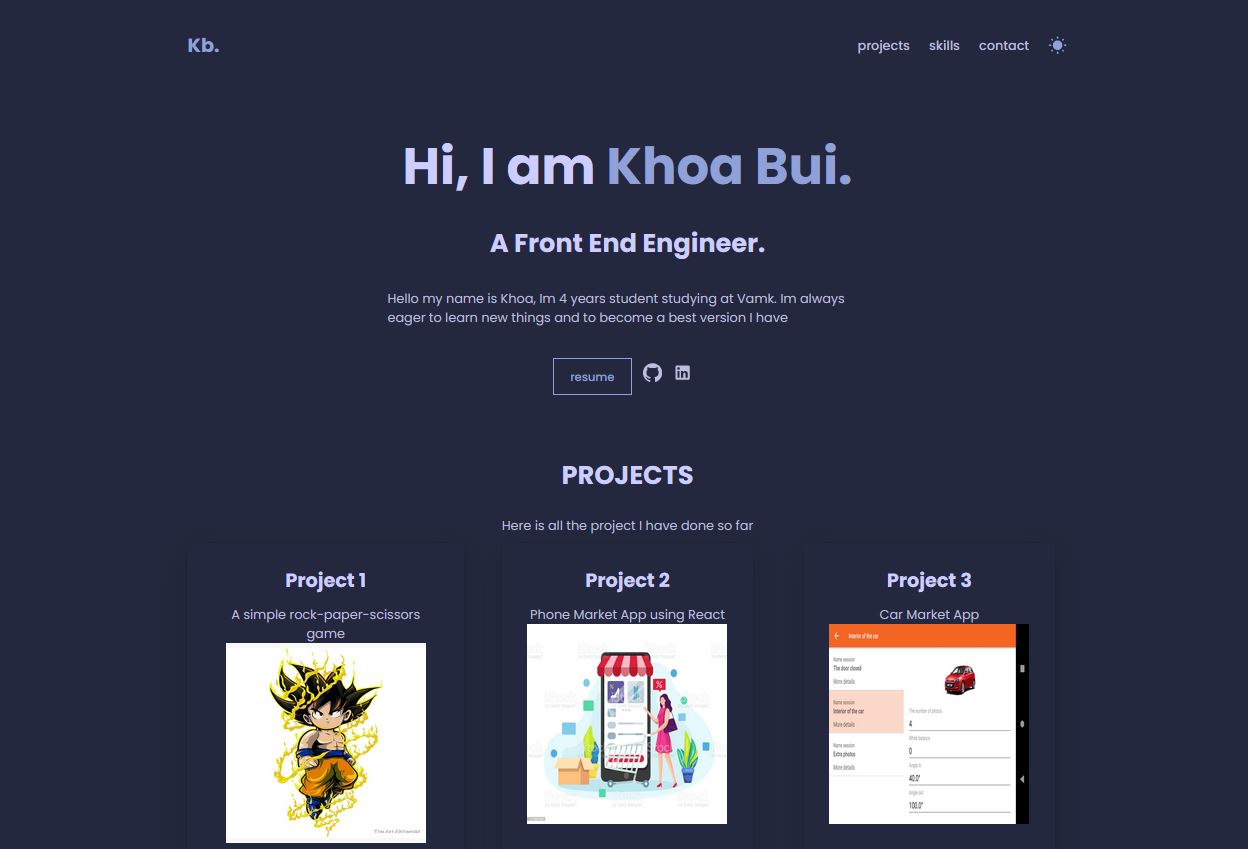 Kb.
projects skills contact
Hi, I am Khoa Bui.
A Front End Engineer.
Hello my name is Khoa, Im 4 years student studying at Vamk. Im always
eager to learn new things and to become a best version I have
resume
PROJECTS
Here is all the project I have done so far
Project 1
A simple rock-paper-scissors
game
The Art Alchemist
Project 2
Phone Market App using React
%
Project 3
Car Market App
Interior of the car
Name session
The door closed
More details
Name session
Interior of the car
More details
Name session
Extra photos
More details
The number of photos
4
White balance
0
Angle in
40.0°
Angle out
100.0°